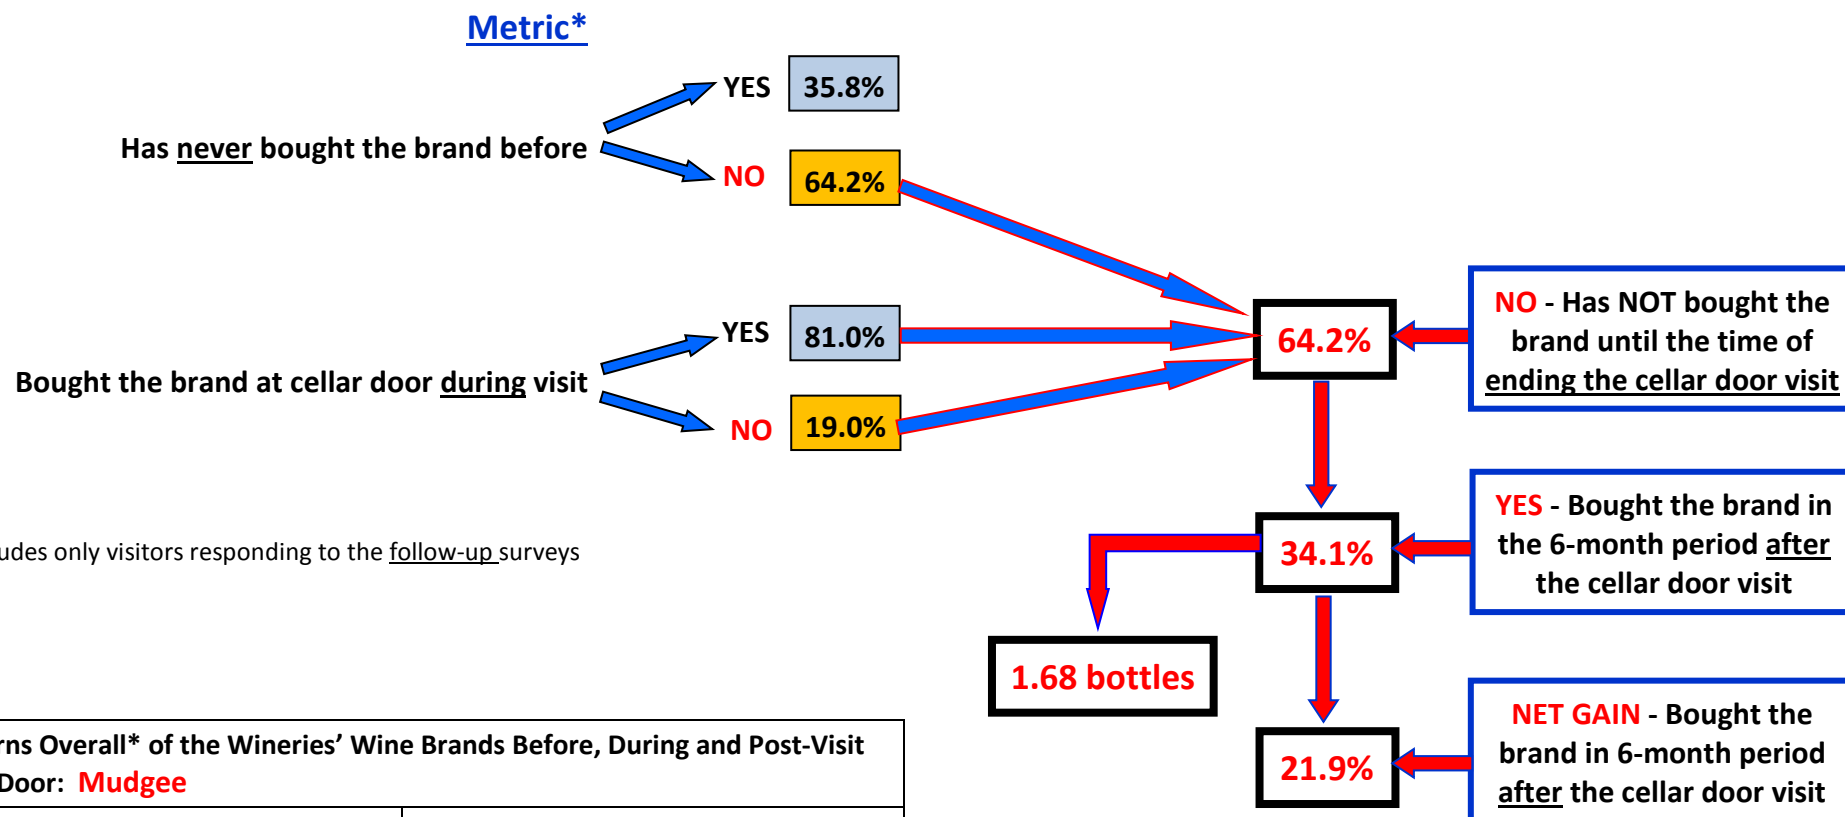 Metric*
YES 35.8%
Has never bought the brand before
NO 64.2%
YES 81.0%
Bought the brand at cellar door during visit
NO 19.0%
64.2%
NO - Has NOT bought the
brand until the time of
ending the cellar door visit
34.1%
YES - Bought the brand in
the 6-month period after
the cellar door visit
udes only visitors responding to the follow-up surveys
1.68 bottles
21.9%
NET GAIN - Bought the
brand in 6-month period
after the cellar door visit
rns Overall* of the Wineries’ Wine Brands Before, During and Post-Visit
Door: Mudgee